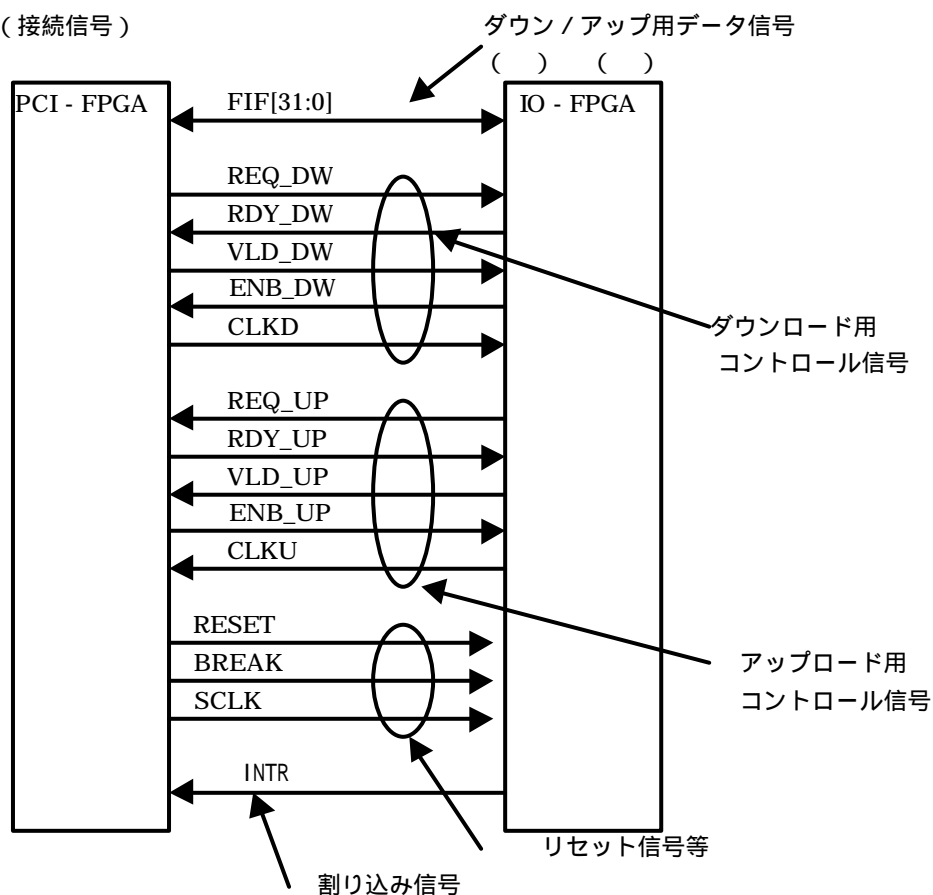 ( 接続信号 )
ダウン / アップ用データ信号
(　) (　)
PCI - FPGA
FIF[31:0]
IO - FPGA
REQ_DW
RDY_DW
VLD_DW
ENB_DW
CLKD
ダウンロード用
コントロール信号
REQ_UP
RDY_UP
VLD_UP
ENB_UP
CLKU
RESET
BREAK
SCLK
アップロード用
コントロール信号
INTR
リセット信号等
割り込み信号